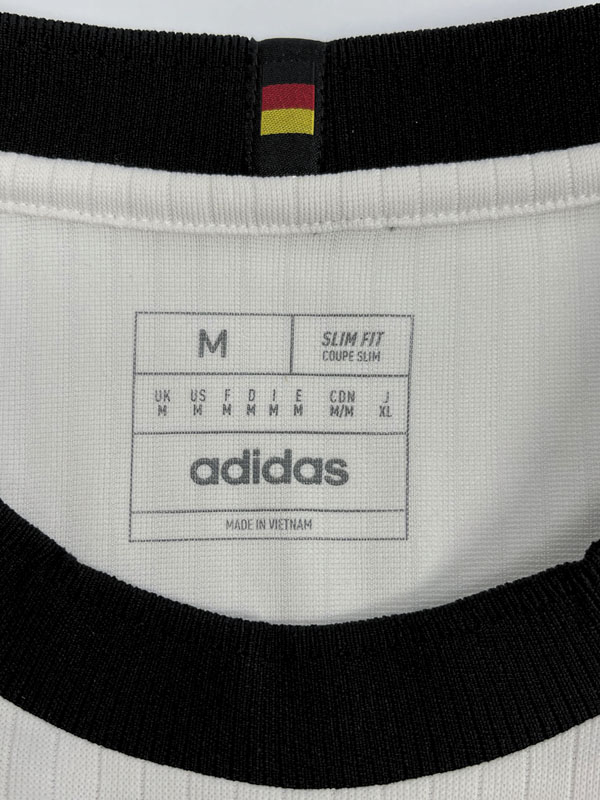 M
SLIM FIT
COUPE SLIM
UK US F D I E CDN J
M M M M M M M/M XL
adidas
MADE IN VIETNAM